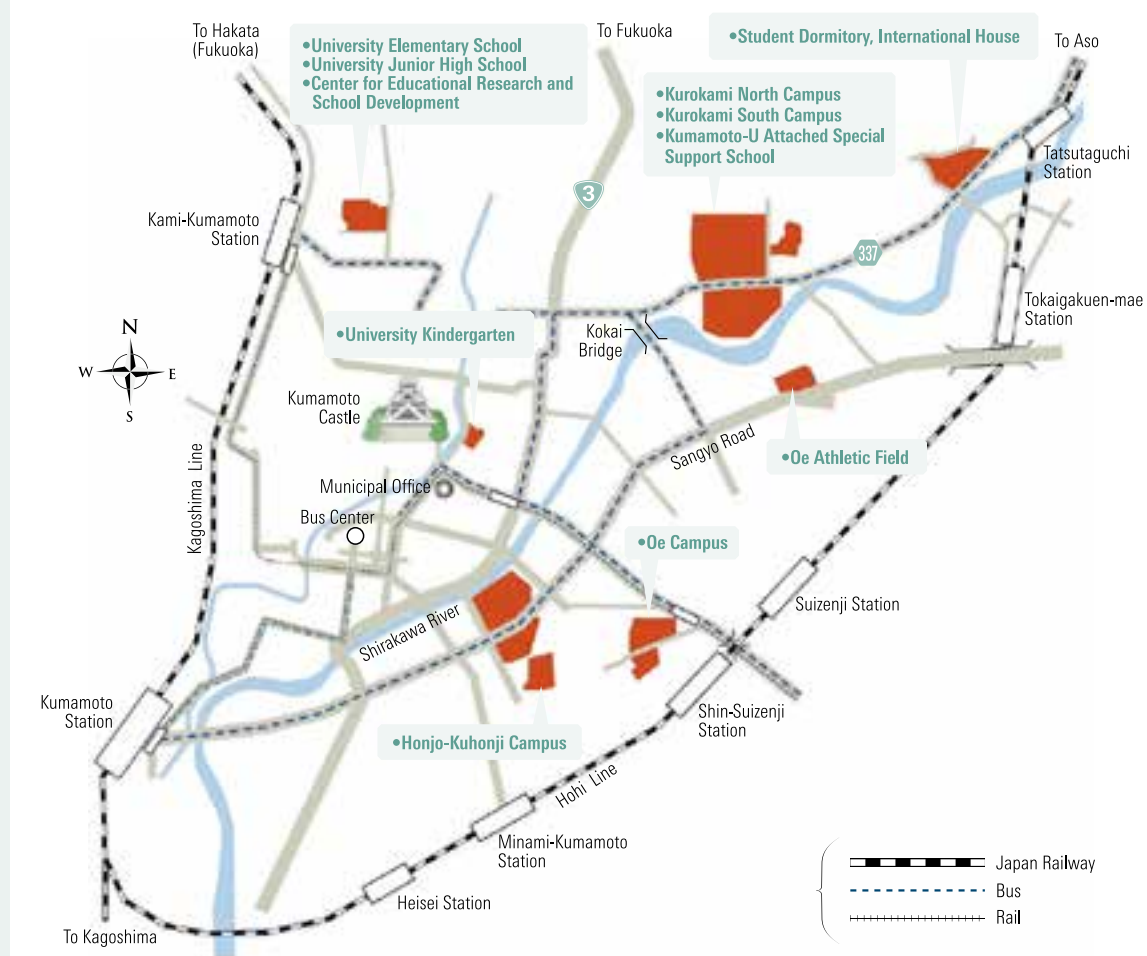 To Hakata
(Fukuoka)
•University Elementary School
•University Junior High School
•Center for Educational Research and
School Development
To Fukuoka
•Student Dormitory, International House
To Aso
•Kurokami North Campus
•Kurokami South Campus
•Kumamoto-U Attached Special
Support School
Tatsutaguchi
Station
3
Kami-Kumamoto
Station
337
Tokaigakuen-mae
Station
•University Kindergarten
Kokai
Bridge
N
W
E
S
Kumamoto
Castle
Sangyo Road
•Oe Athletic Field
Kagoshima Line
Municipal Office
Bus Center
•Oe Campus
Suizenji Station
Shirakawa River
Kumamoto
Station
Shin-Suizenji
Station
•Honjo-Kuhonji Campus
Hohi Line
Minami-Kumamoto
Station
Heisei Station
To Kagoshima
Japan Railway
Bus
Rail